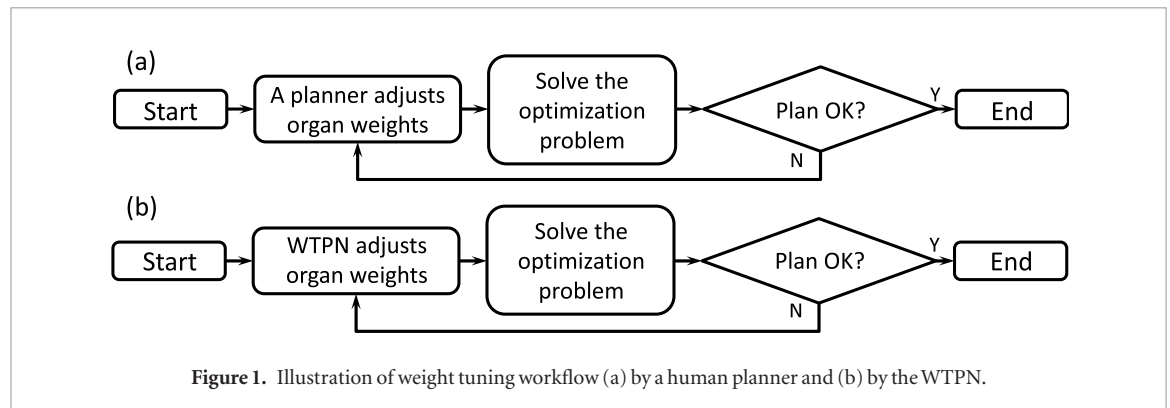 (a)
Start
A planner adjusts
organ weights
Solve the
optimization
problem
Plan OK?
Y
End
N
(b)
Start
WTPN adjusts
organ weights
Solve the
optimization
problem
Plan OK?
Y
End
N
Figure 1. Illustration of weight tuning workflow (a) by a human planner and (b) by the WTPN.